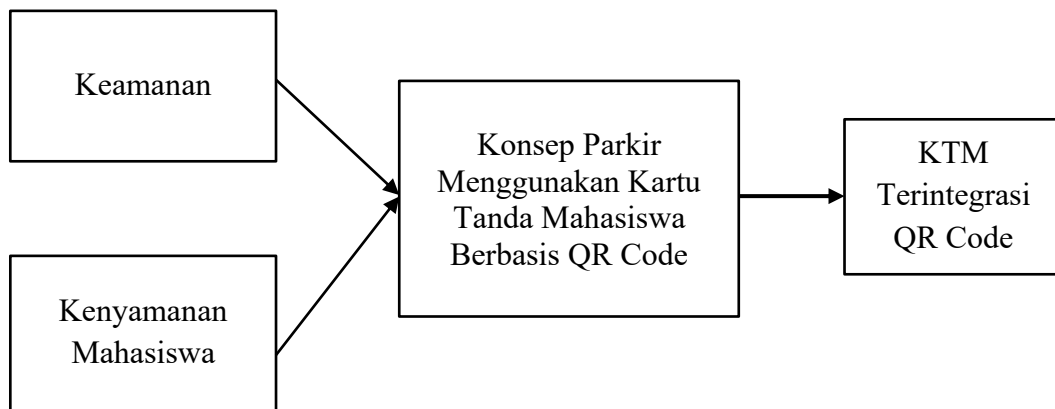 Keamanan
Kenyamanan
Mahasiswa
Konsep Parkir
Menggunakan Kartu
Tanda Mahasiswa
Berbasis QR Code
KTM
Terintegrasi
QR Code